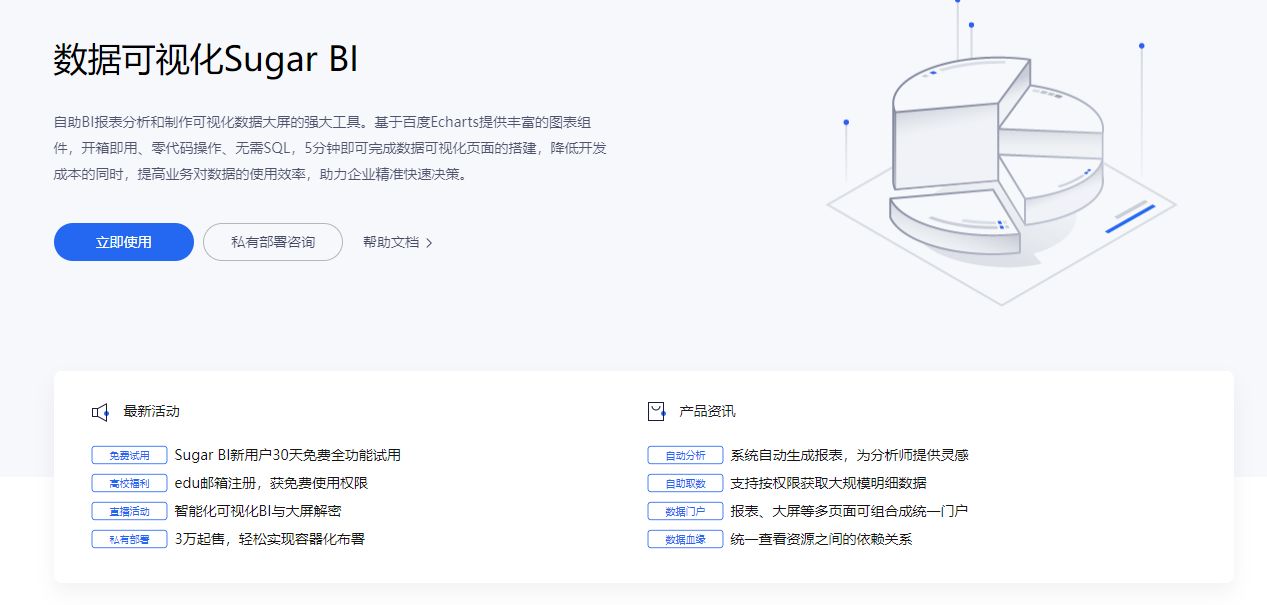 数据可视化Sugar BI
自助BI报表分析和制作可视化数据大屏的强大工具。基于百度Echarts提供丰富的图表组
件，开箱即用、零代码操作、无需SQL，5分钟即可完成数据可视化页面的搭建，降低开发
成本的同时，提高业务对数据的使用效率，助力企业精准快速决策。
立即使用 私有部署咨询 帮助文档
最新活动
免费试用 Sugar BI新用户30天免费全功能试用
高校福利 edu邮箱注册，获免费使用权限
直播活动 智能化可视化BI与大屏解密
私有部署 3万起售，轻松实现容器化布署
产品资讯
自动分析 系统自动生成报表，为分析师提供灵感
自助取数 支持按权限获取大规模明细数据
数据门户 报表、大屏等多页面可组合成统一门户
数据血缘 统一查看资源之间的依赖关系